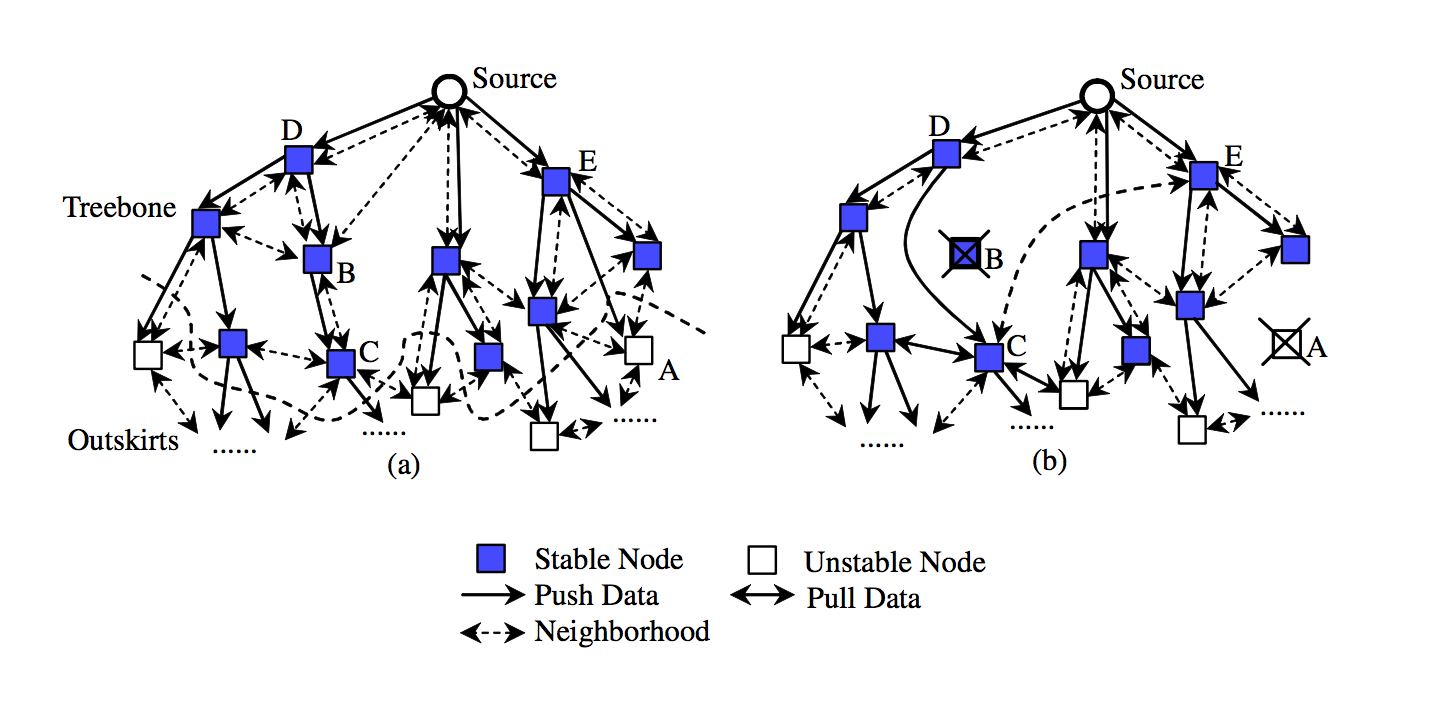 Source
D
E
Treebone
B
C
A
Outskirts
......
......
......
(a)
Source
D
E
B
C
A
......
......
......
(b)
Stable Node
Unstable Node
Push Data
Pull Data
Neighborhood